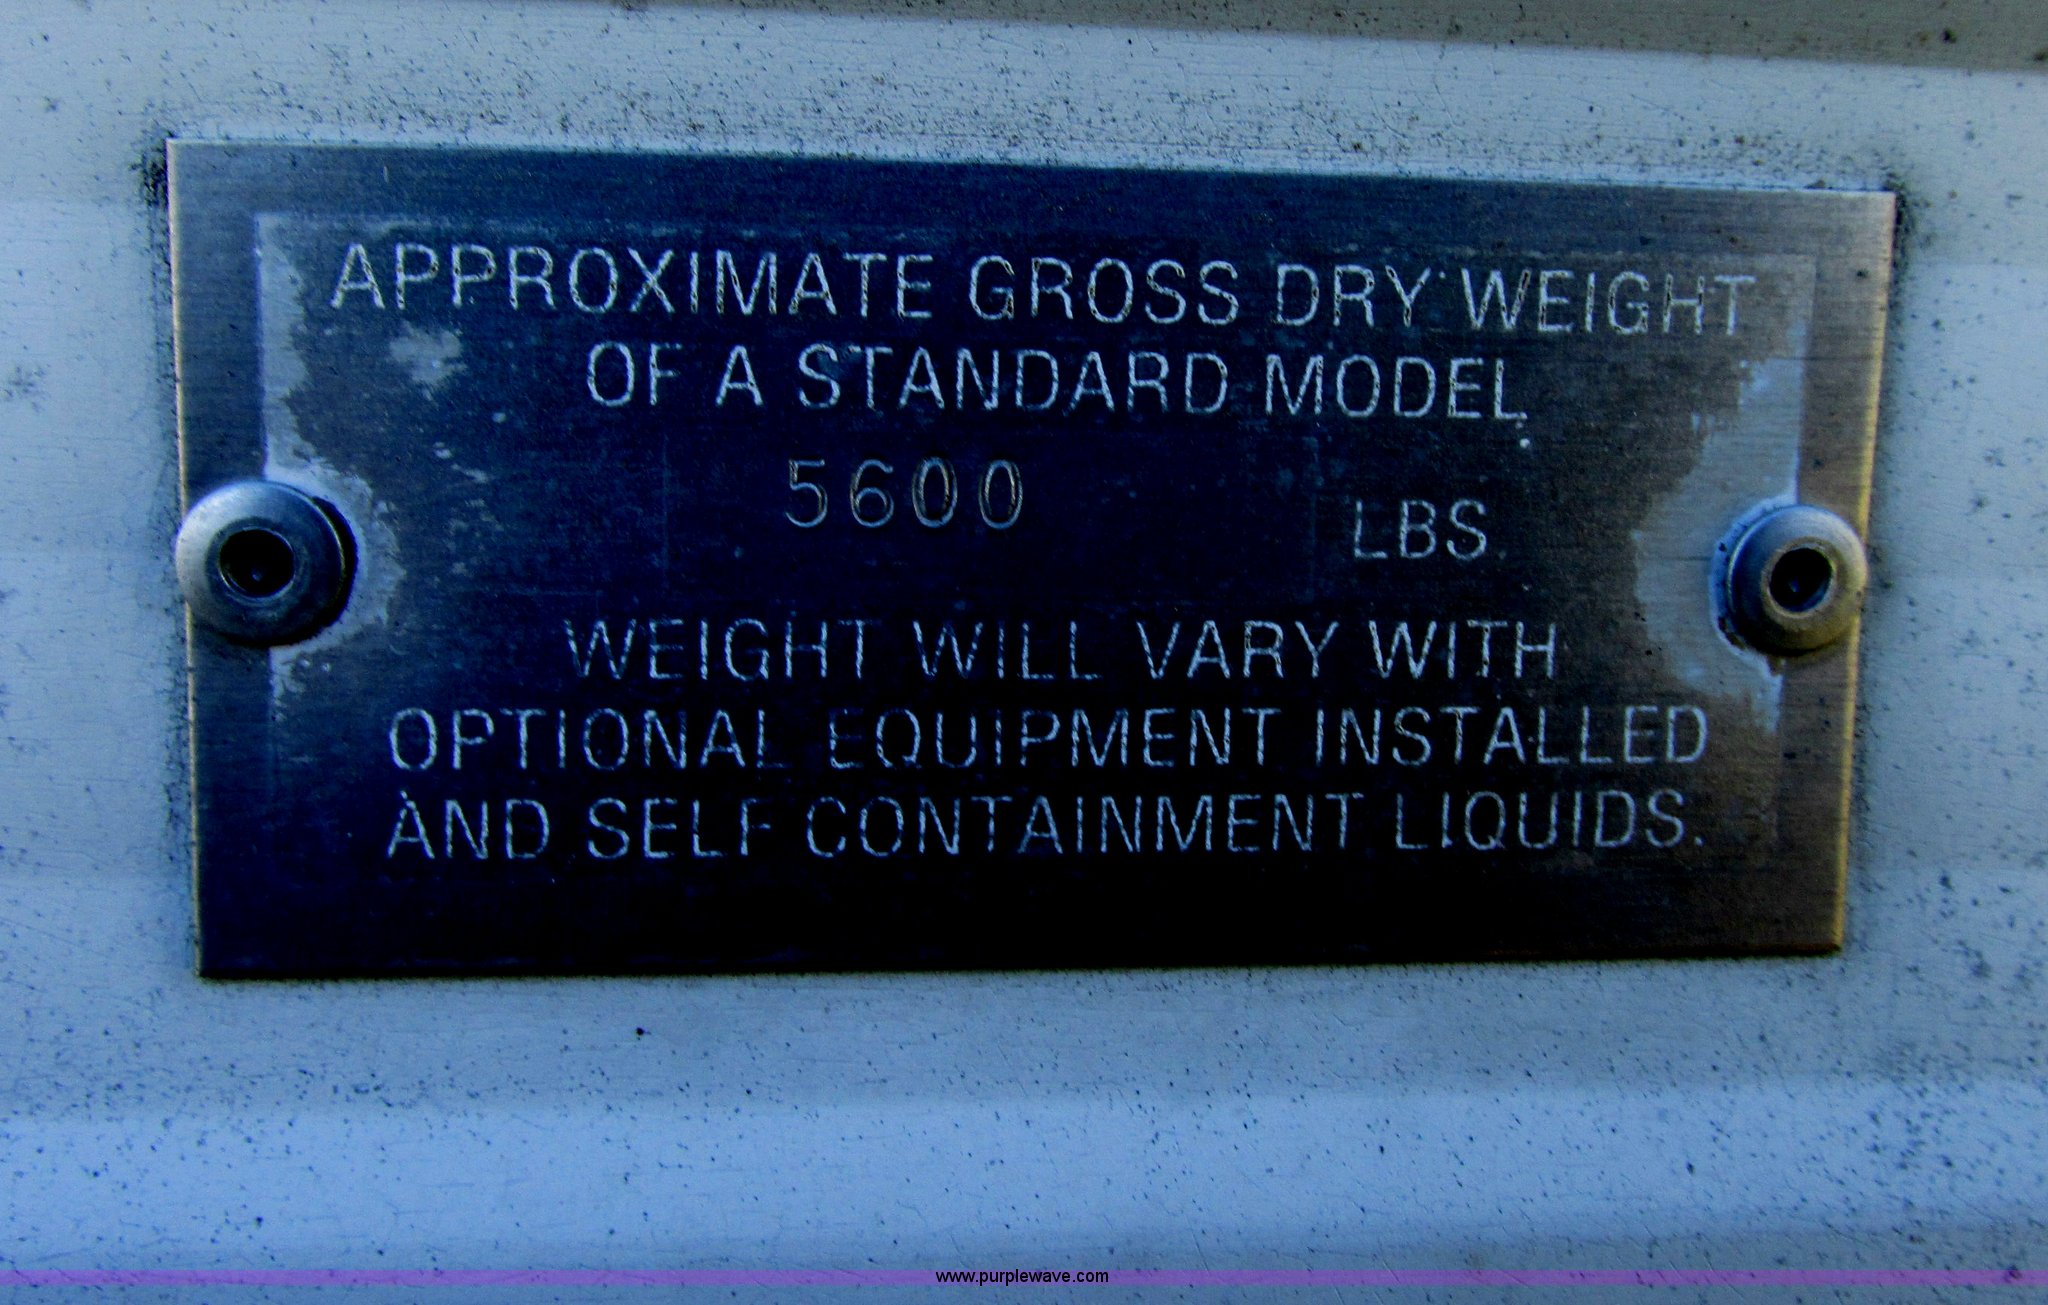 APPROXIMATE GROSS DRY WEIGHT
OF A STANDARD MODEL
5600 LBS.
WEIGHT WILL VARY WITH
OPTIONAL EQUIPMENT INSTALLED
AND SELF CONTAINMENT LIQUIDS.
www.purplewave.com